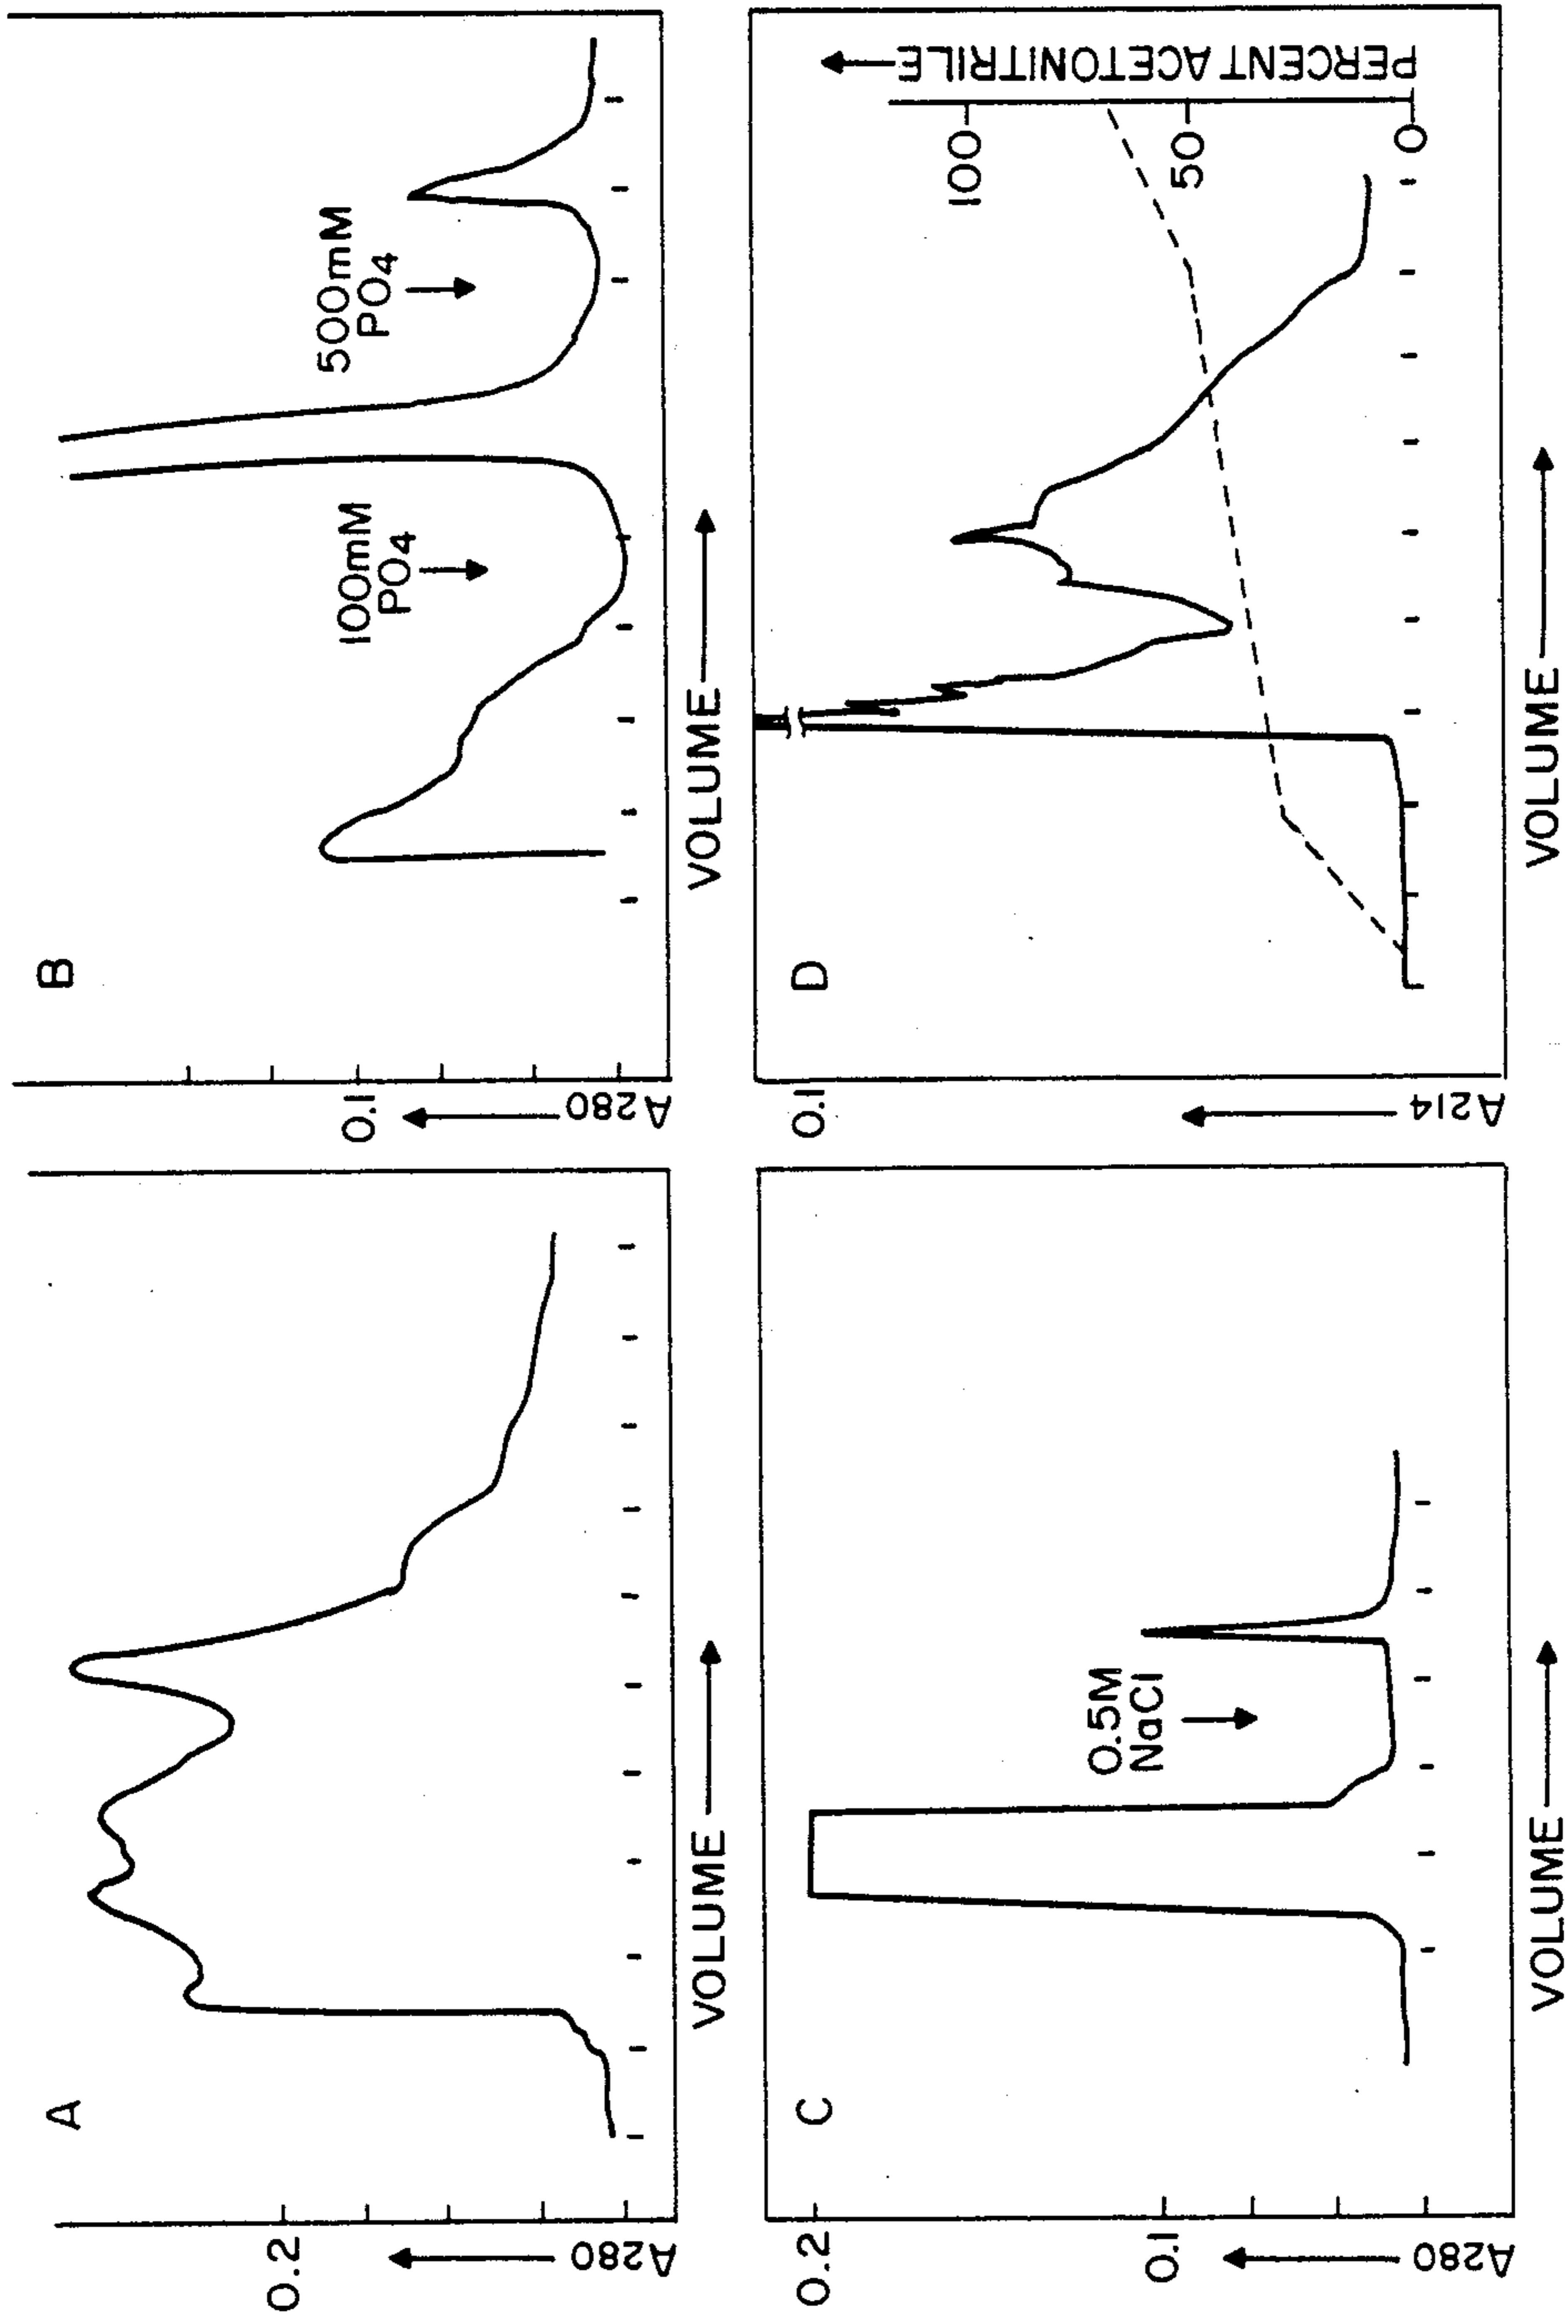 A
0.2
A280
VOLUME
B
0.1
A280
100mM
PO4
500mM
PO4
VOLUME
C
0.2
0.1
A280
0.5M
NaCl
VOLUME
D
0.1
A214
100
50
0
PERCENT ACETONITRILE
VOLUME